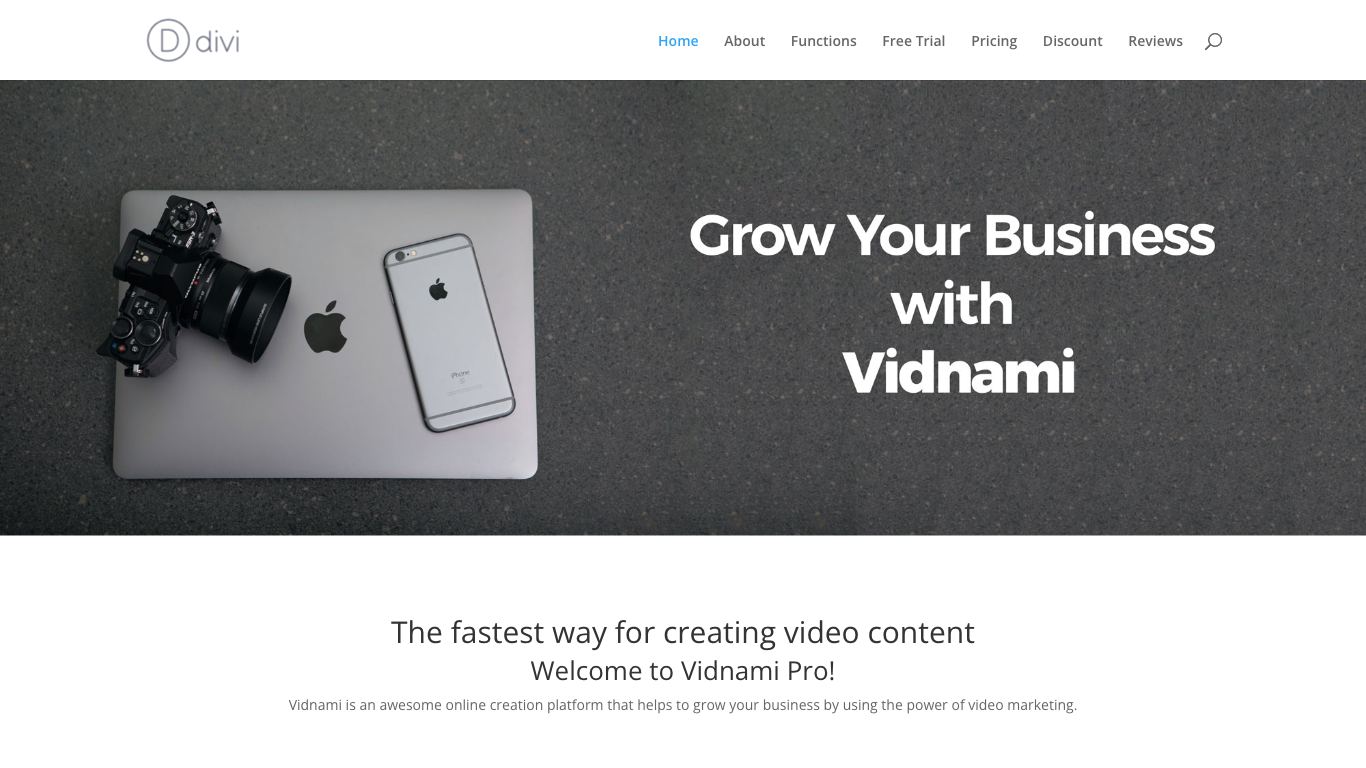 D divi
Home About Functions Free Trial Pricing Discount Reviews
Grow Your Business
with
Vidnami
iPhone
The fastest way for creating video content
Welcome to Vidnami Pro!
Vidnami is an awesome online creation platform that helps to grow your business by using the power of video marketing.